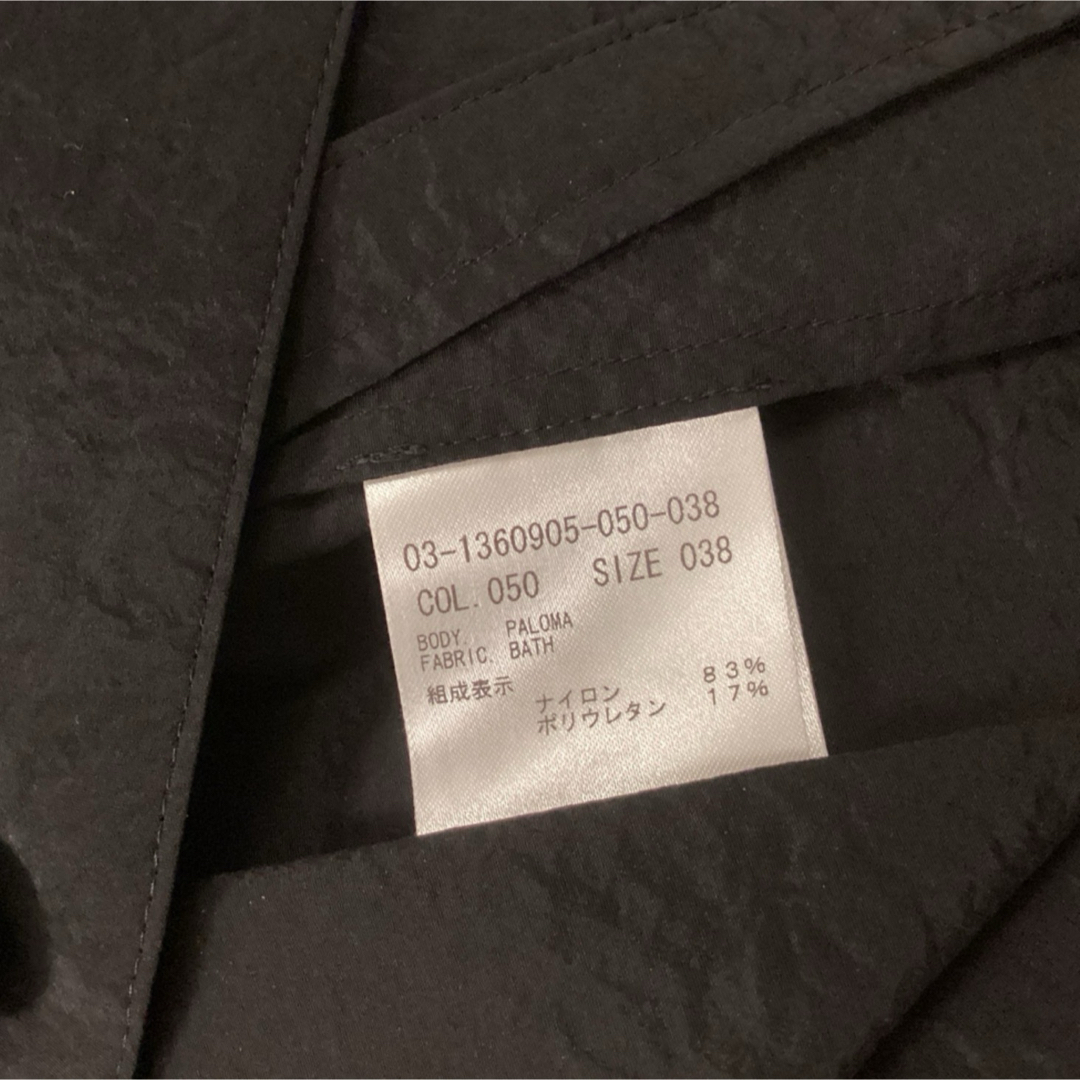 03-1360905-050-038
COL. 050 SIZE 038
BODY. PALOMA
FABRIC. BATH
組成表示
ナイロン 83%
ポリウレタン 17%